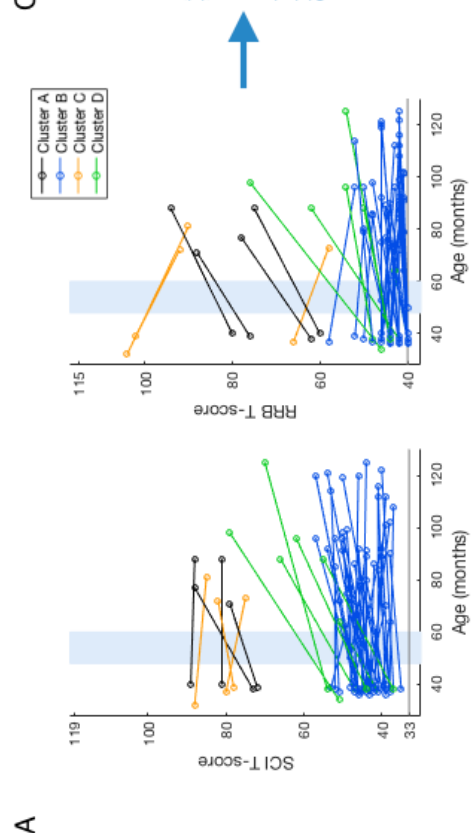 A
119
100
80
60
40
33
SCI T-score
40 60 80 100 120
Age (months)
115
100
80
60
40
RRB T-score
40 60 80 100 120
Age (months)
Cluster A
Cluster B
Cluster C
Cluster D